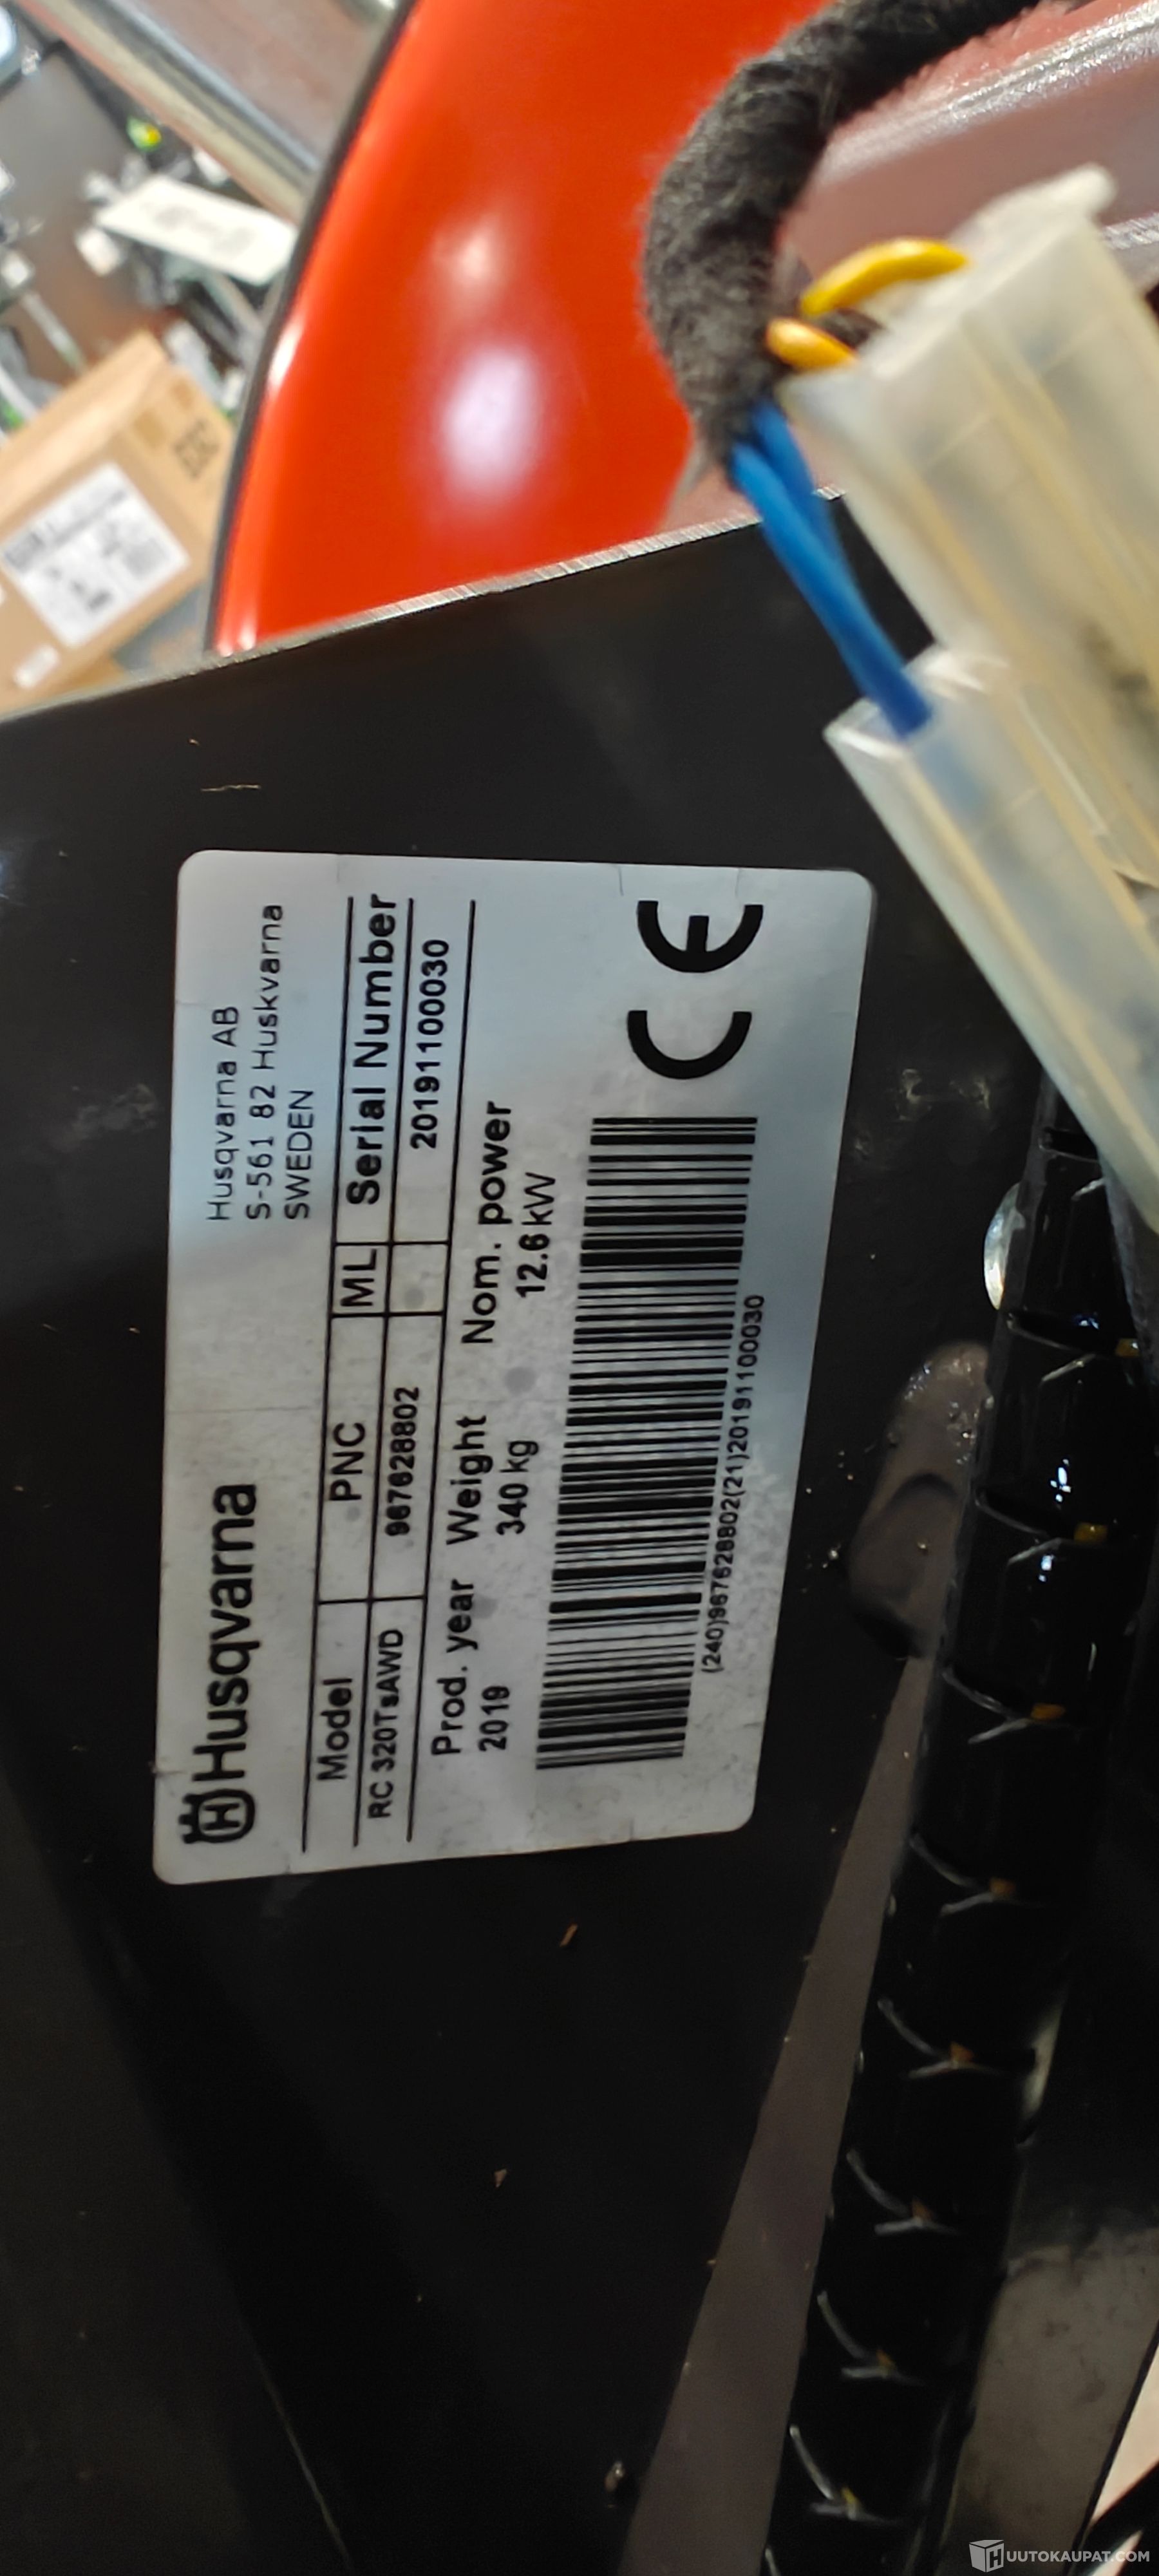 Husqvarna
Husqvarna AB
S-561 82 Huskvarna
SWEDEN
Model PNC ML Serial Number
RC 320TsAWD 967628802 20191100030
Prod. year Weight Nom. power
2019 340 kg 12.6 kW
CE
(240)967628802(21)20191100030
HUUTOKAUPAT.COM